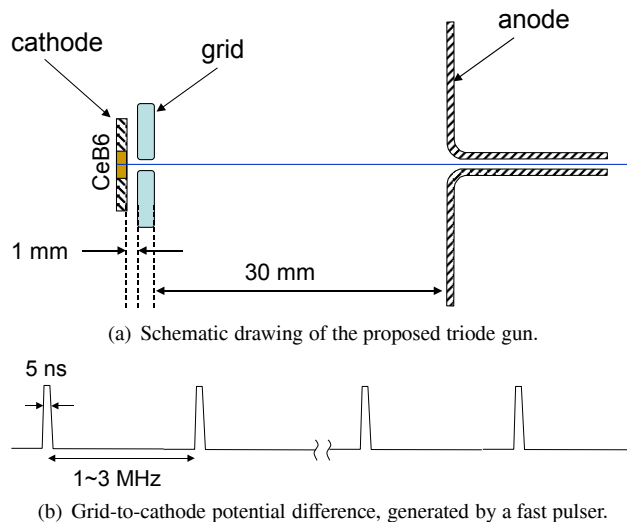 cathode
grid
anode
CeB6
1 mm
30 mm
(a) Schematic drawing of the proposed triode gun.
5 ns
1~3 MHz
(b) Grid-to-cathode potential difference, generated by a fast pulser.